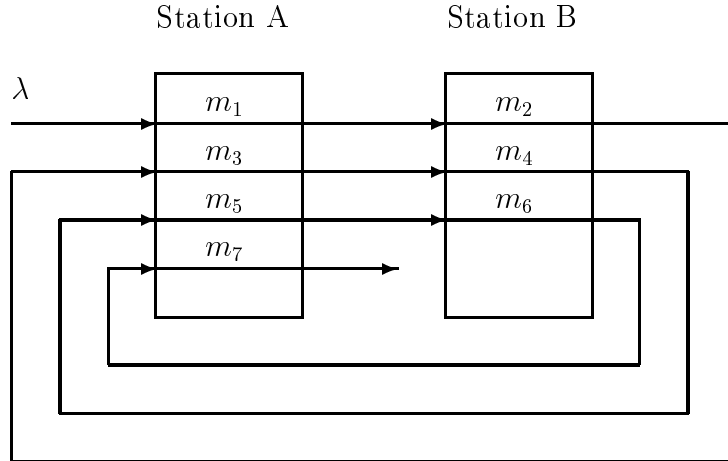 Station A Station B
λ
m₁ m₂
m₃ m₄
m₅ m₆
m₇